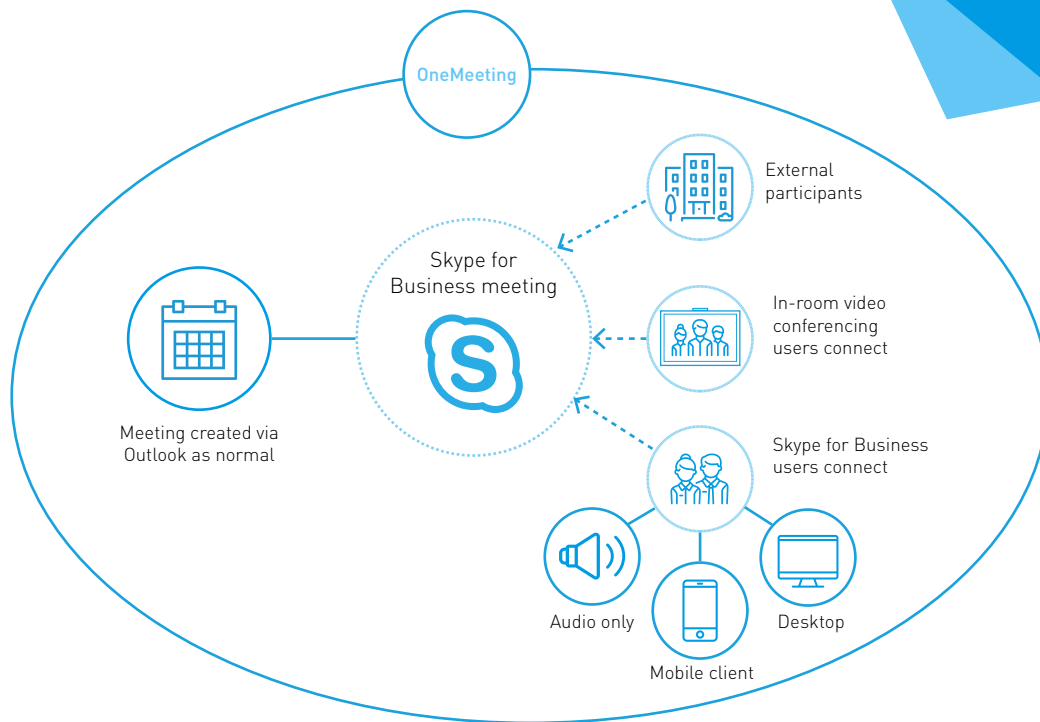 OneMeeting
External
participants
Skype for
Business meeting
S
In-room video
conferencing
users connect
Meeting created via
Outlook as normal
Skype for Business
users connect
Audio only
Mobile client
Desktop